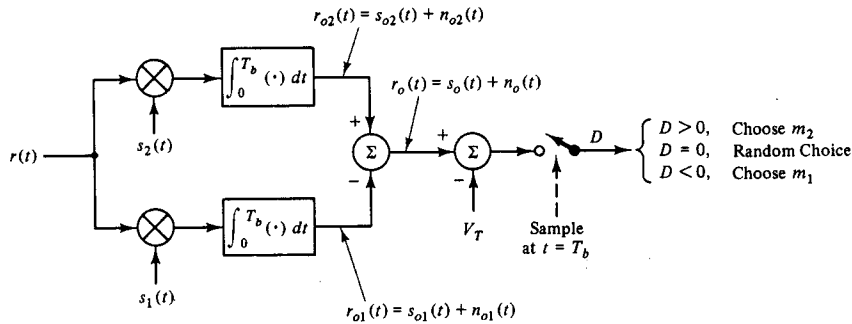 r_{o2}(t) = s_{o2}(t) + n_{o2}(t)
∫_0^{T_b} (·) dt
r_o(t) = s_o(t) + n_o(t)
s_2(t)
+
Σ
−
+
Σ
−
D
D > 0, Choose m_2
D = 0, Random Choice
D < 0, Choose m_1
r(t)
∫_0^{T_b} (·) dt
V_T
Sample
at t = T_b
s_1(t)
r_{o1}(t) = s_{o1}(t) + n_{o1}(t)